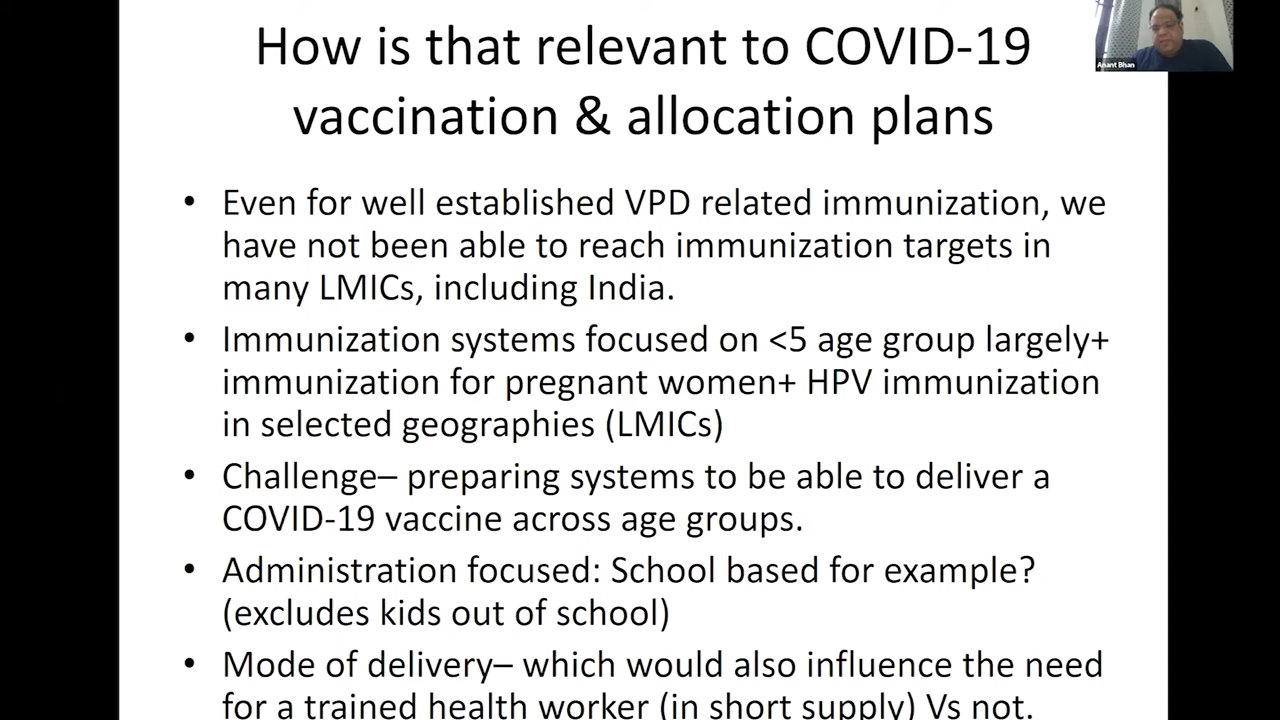 How is that relevant to COVID-19
vaccination & allocation plans
Anant Bhan
• Even for well established VPD related immunization, we
have not been able to reach immunization targets in
many LMICs, including India.
• Immunization systems focused on <5 age group largely+
immunization for pregnant women+ HPV immunization
in selected geographies (LMICs)
• Challenge– preparing systems to be able to deliver a
COVID-19 vaccine across age groups.
• Administration focused: School based for example?
(excludes kids out of school)
• Mode of delivery– which would also influence the need
for a trained health worker (in short supply) Vs not.